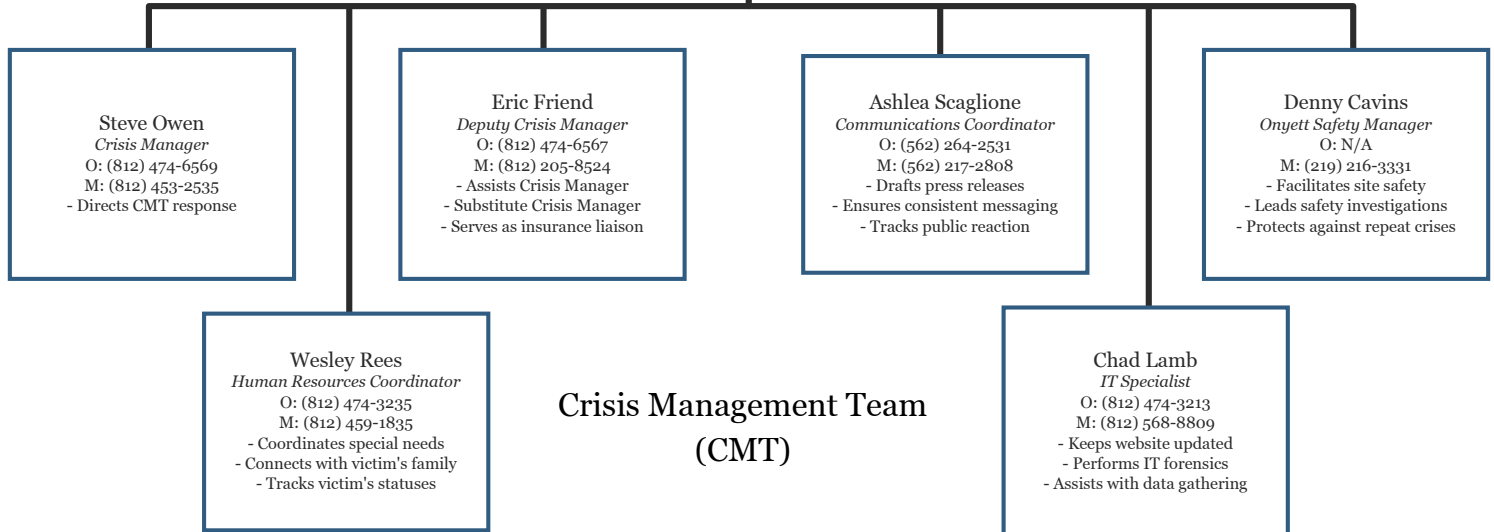 Steve Owen
Crisis Manager
O: (812) 474-6569
M: (812) 453-2535
- Directs CMT response
Eric Friend
Deputy Crisis Manager
O: (812) 474-6567
M: (812) 205-8524
- Assists Crisis Manager
- Substitute Crisis Manager
- Serves as insurance liaison
Ashlea Scaglione
Communications Coordinator
O: (562) 264-2531
M: (562) 217-2808
- Drafts press releases
- Ensures consistent messaging
- Tracks public reaction
Denny Cavins
Onyett Safety Manager
O: N/A
M: (219) 216-3331
- Facilitates site safety
- Leads safety investigations
- Protects against repeat crises
Wesley Rees
Human Resources Coordinator
O: (812) 474-3235
M: (812) 459-1835
- Coordinates special needs
- Connects with victim's family
- Tracks victim's statuses
Crisis Management Team
(CMT)
Chad Lamb
IT Specialist
O: (812) 474-3213
M: (812) 568-8809
- Keeps website updated
- Performs IT forensics
- Assists with data gathering